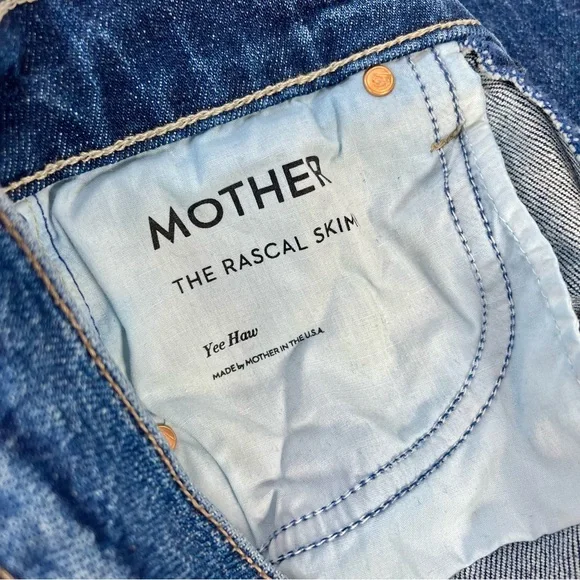 MOTHER
THE RASCAL SKIM
Yee Haw
MADE by MOTHER IN THE U.S.A.